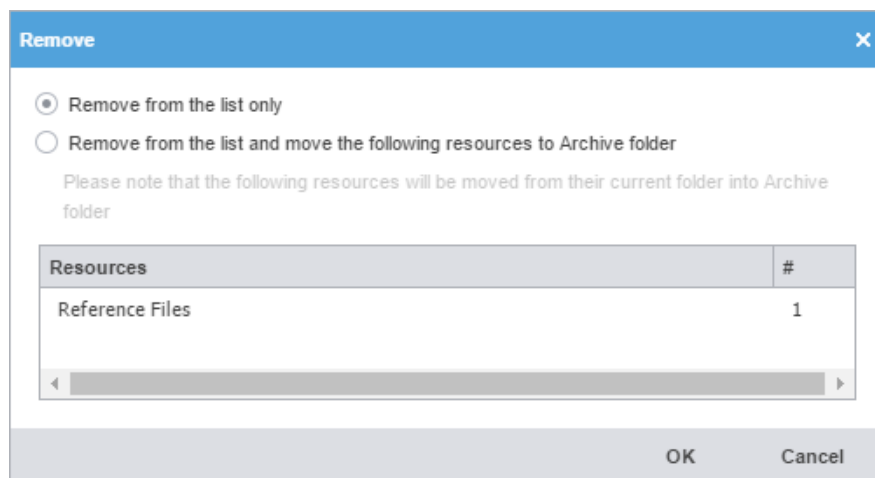 Remove
Remove from the list only
Remove from the list and move the following resources to Archive folder
Please note that the following resources will be moved from their current folder into Archive
folder
Resources #
Reference Files 1
OK Cancel